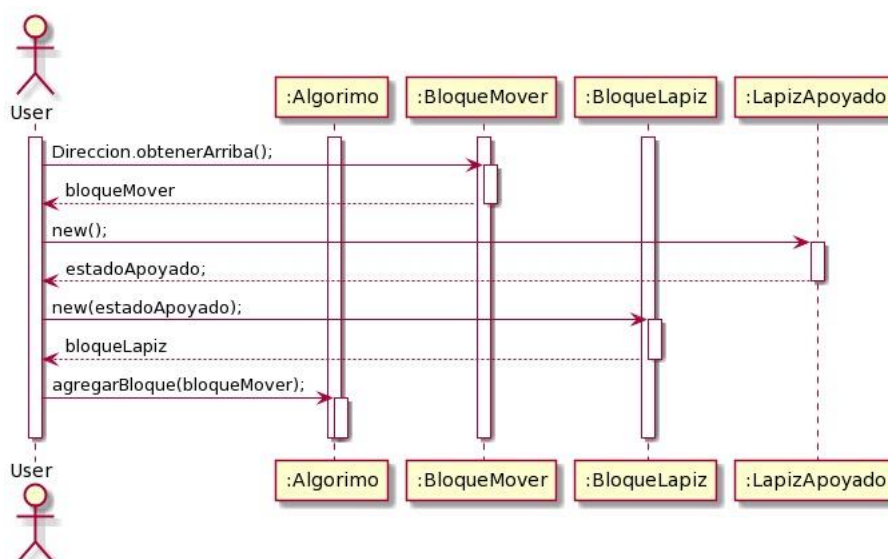 User
:Algorimo
:BloqueMover
:BloqueLapiz
:LapizApoyado
Direccion.obtenerArriba();
bloqueMover
new();
estadoApoyado;
new(estadoApoyado);
bloqueLapiz
agregarBloque(bloqueMover);
User
:Algorimo
:BloqueMover
:BloqueLapiz
:LapizApoyado